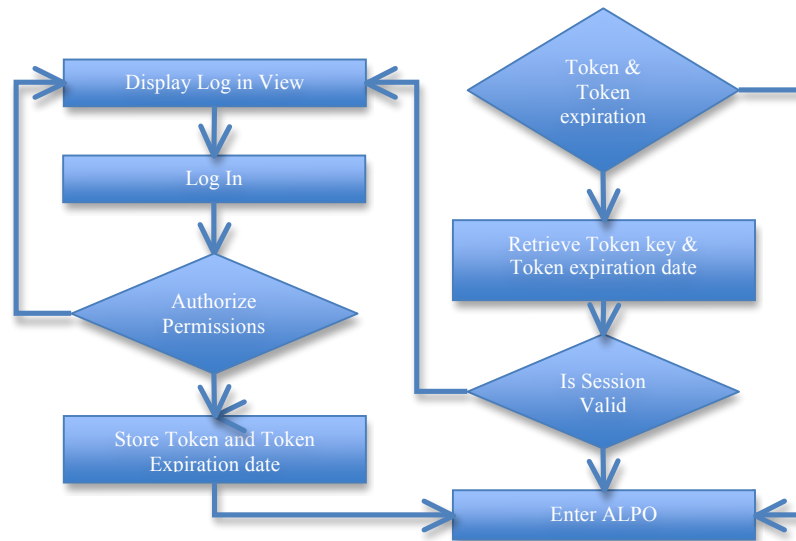 Display Log in View
Log In
Authorize
Permissions
Store Token and Token
Expiration date
Token &
Token
expiration
Retrieve Token key &
Token expiration date
Is Session
Valid
Enter ALPO